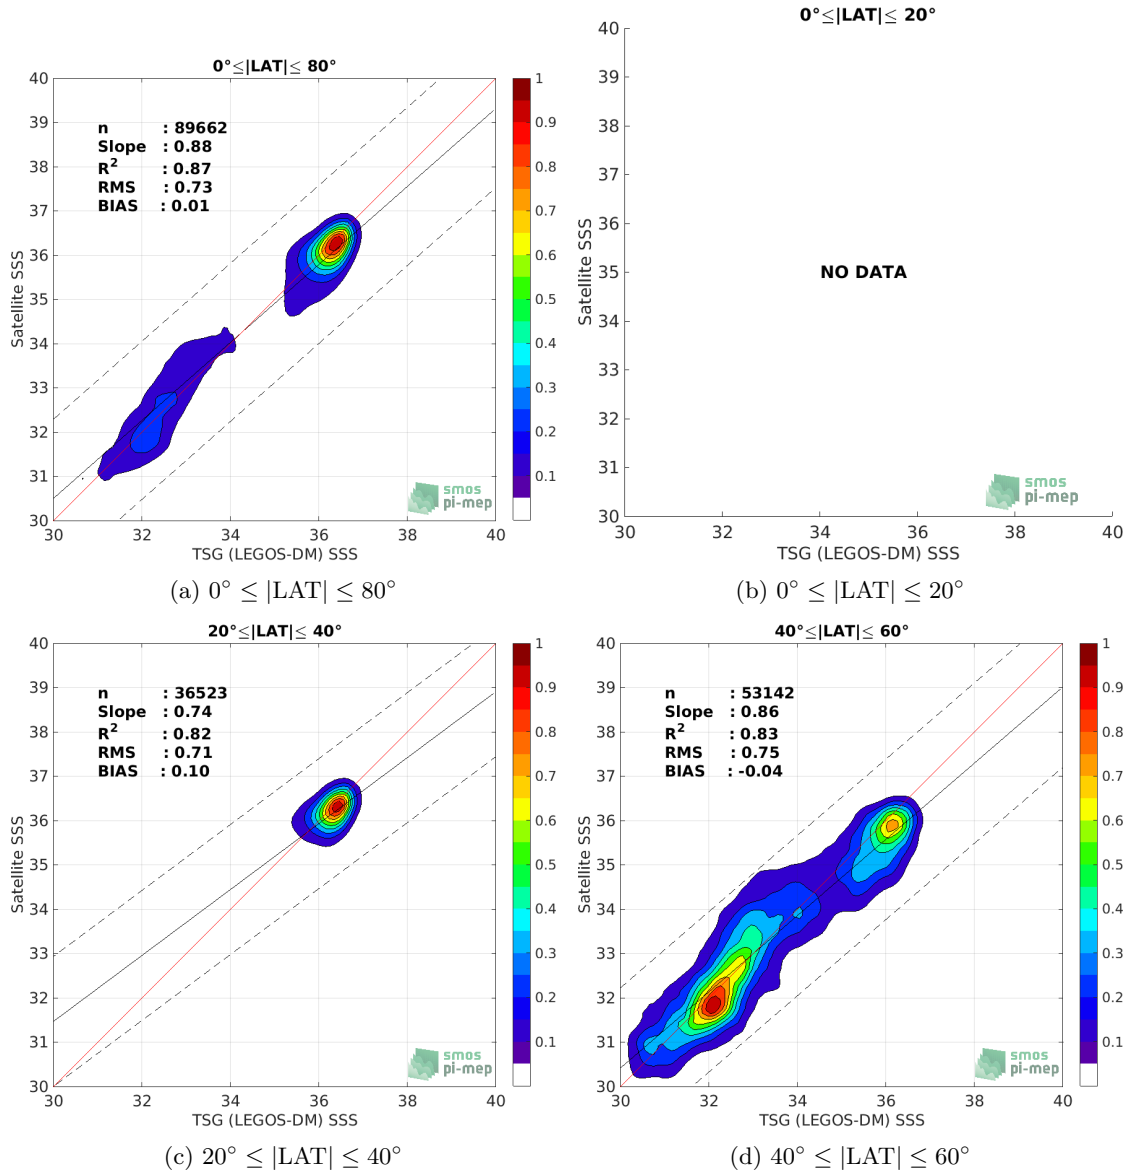 0°≤|LAT|≤ 80°
40
39
38
37
36
35
34
33
32
31
30
30 32 34 36 38 40
Satellite SSS
TSG (LEGOS-DM) SSS
n : 89662
Slope : 0.88
R² : 0.87
RMS : 0.73
BIAS : 0.01
1
0.9
0.8
0.7
0.6
0.5
0.4
0.3
0.2
0.1
smos
pi-mep
(a) 0° ≤ |LAT| ≤ 80°
0°≤|LAT|≤ 20°
40
39
38
37
36
35
34
33
32
31
30
30 32 34 36 38 40
Satellite SSS
TSG (LEGOS-DM) SSS
NO DATA
smos
pi-mep
(b) 0° ≤ |LAT| ≤ 20°
20°≤|LAT|≤ 40°
40
39
38
37
36
35
34
33
32
31
30
30 32 34 36 38 40
Satellite SSS
TSG (LEGOS-DM) SSS
n : 36523
Slope : 0.74
R² : 0.82
RMS : 0.71
BIAS : 0.10
1
0.9
0.8
0.7
0.6
0.5
0.4
0.3
0.2
0.1
smos
pi-mep
(c) 20° ≤ |LAT| ≤ 40°
40°≤|LAT|≤ 60°
40
39
38
37
36
35
34
33
32
31
30
30 32 34 36 38 40
Satellite SSS
TSG (LEGOS-DM) SSS
n : 53142
Slope : 0.86
R² : 0.83
RMS : 0.75
BIAS : -0.04
1
0.9
0.8
0.7
0.6
0.5
0.4
0.3
0.2
0.1
smos
pi-mep
(d) 40° ≤ |LAT| ≤ 60°